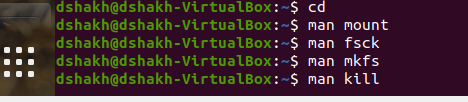 dshakh@dshakh-VirtualBox:~$ cd
dshakh@dshakh-VirtualBox:~$ man mount
dshakh@dshakh-VirtualBox:~$ man fsck
dshakh@dshakh-VirtualBox:~$ man mkfs
dshakh@dshakh-VirtualBox:~$ man kill